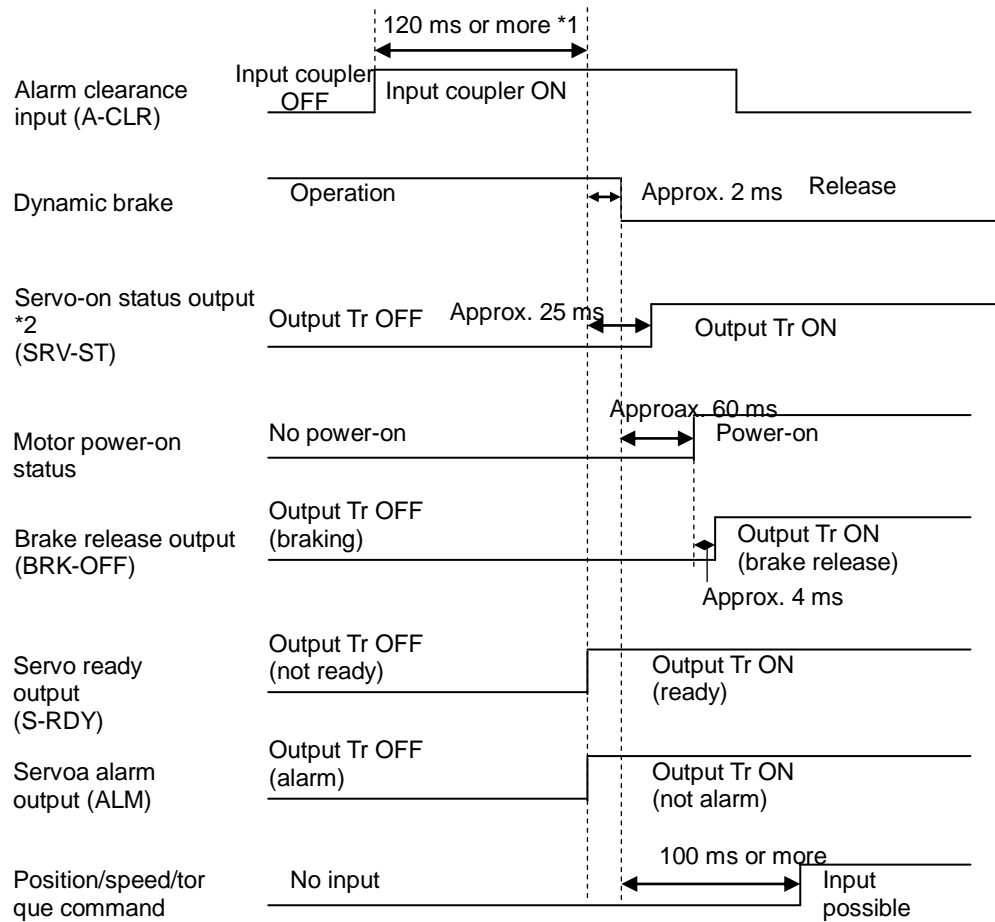 120 ms or more *1
Alarm clearance
input (A-CLR)
Input coupler
OFF
Input coupler ON
Dynamic brake
Operation
Approx. 2 ms
Release
Servo-on status output
*2
(SRV-ST)
Output Tr OFF
Approx. 25 ms
Output Tr ON
Motor power-on
status
No power-on
Approax. 60 ms
Power-on
Brake release output
(BRK-OFF)
Output Tr OFF
(braking)
Output Tr ON
(brake release)
Approx. 4 ms
Servo ready
output
(S-RDY)
Output Tr OFF
(not ready)
Output Tr ON
(ready)
Servoa alarm
output (ALM)
Output Tr OFF
(alarm)
Output Tr ON
(not alarm)
Position/speed/tor
que command
No input
100 ms or more
Input
possible